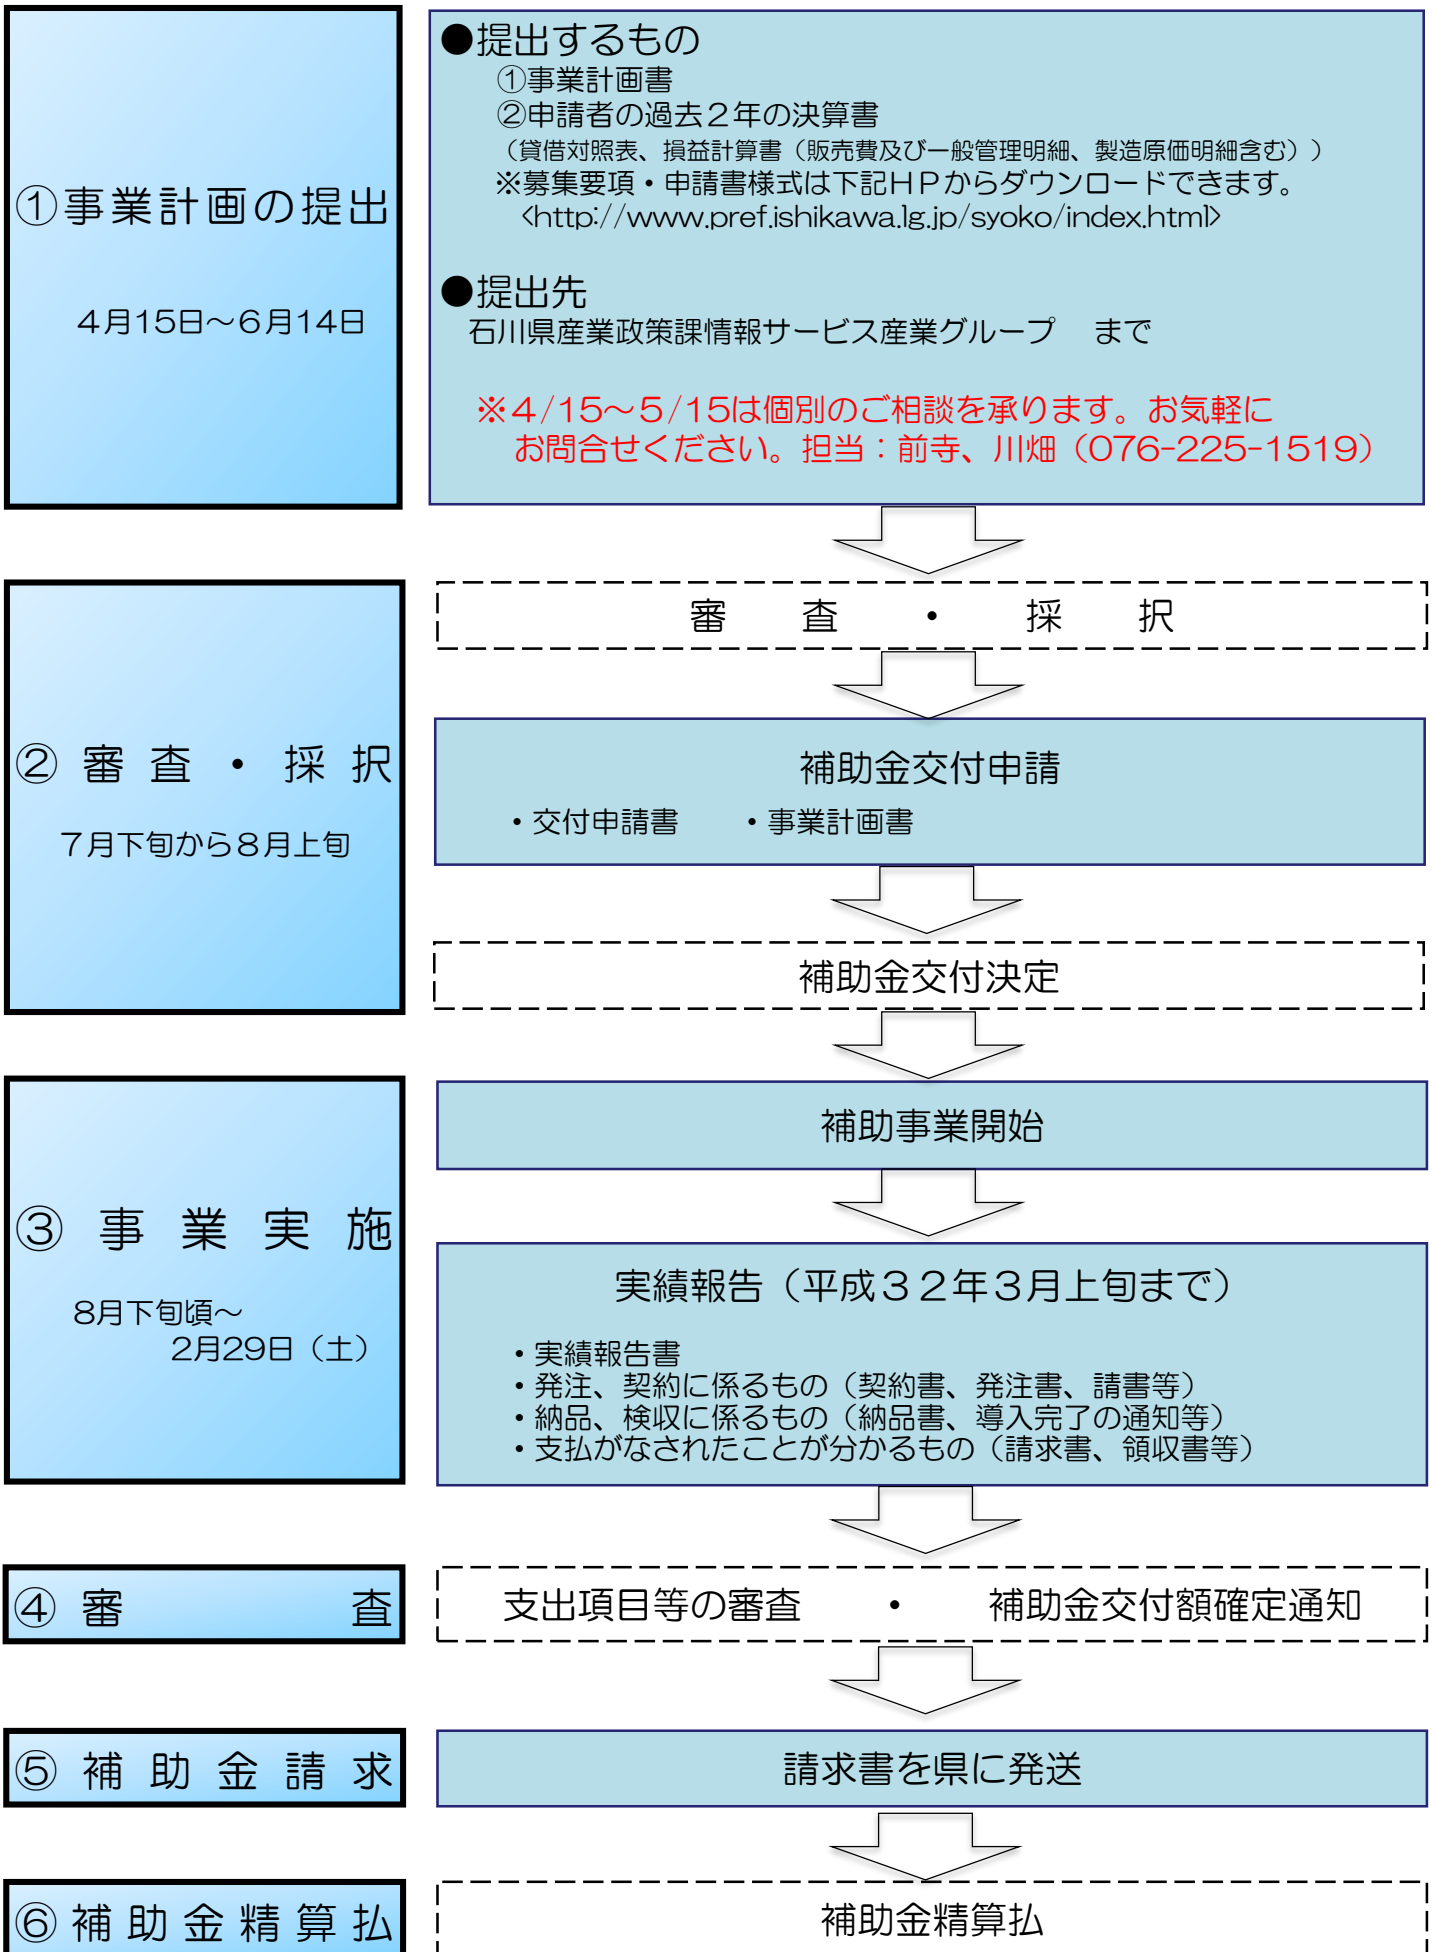 ①事業計画の提出
4月15日～6月14日
●提出するもの
①事業計画書
②申請者の過去２年の決算書
（貸借対照表、損益計算書（販売費及び一般管理明細、製造原価明細含む））
※募集要項・申請書様式は下記ＨＰからダウンロードできます。
<http://www.pref.ishikawa.lg.jp/syoko/index.html>
●提出先
石川県産業政策課情報サービス産業グループ　まで
※４/15～５/15は個別のご相談を承ります。お気軽に
お問合せください。担当：前寺、川畑（076-225-1519）
②審査・採択
７月下旬から８月上旬
審　査　・　採　択
補助金交付申請
・交付申請書　・事業計画書
補助金交付決定
③事業実施
8月下旬頃～
2月29日（土）
補助事業開始
実績報告（平成３２年３月上旬まで）
・実績報告書
・発注、契約に係るもの（契約書、発注書、請書等）
・納品、検収に係るもの（納品書、導入完了の通知等）
・支払がなされたことが分かるもの（請求書、領収書等）
④審　査
支出項目等の審査　・　補助金交付額確定通知
⑤補助金請求
請求書を県に発送
⑥補助金精算払
補助金精算払